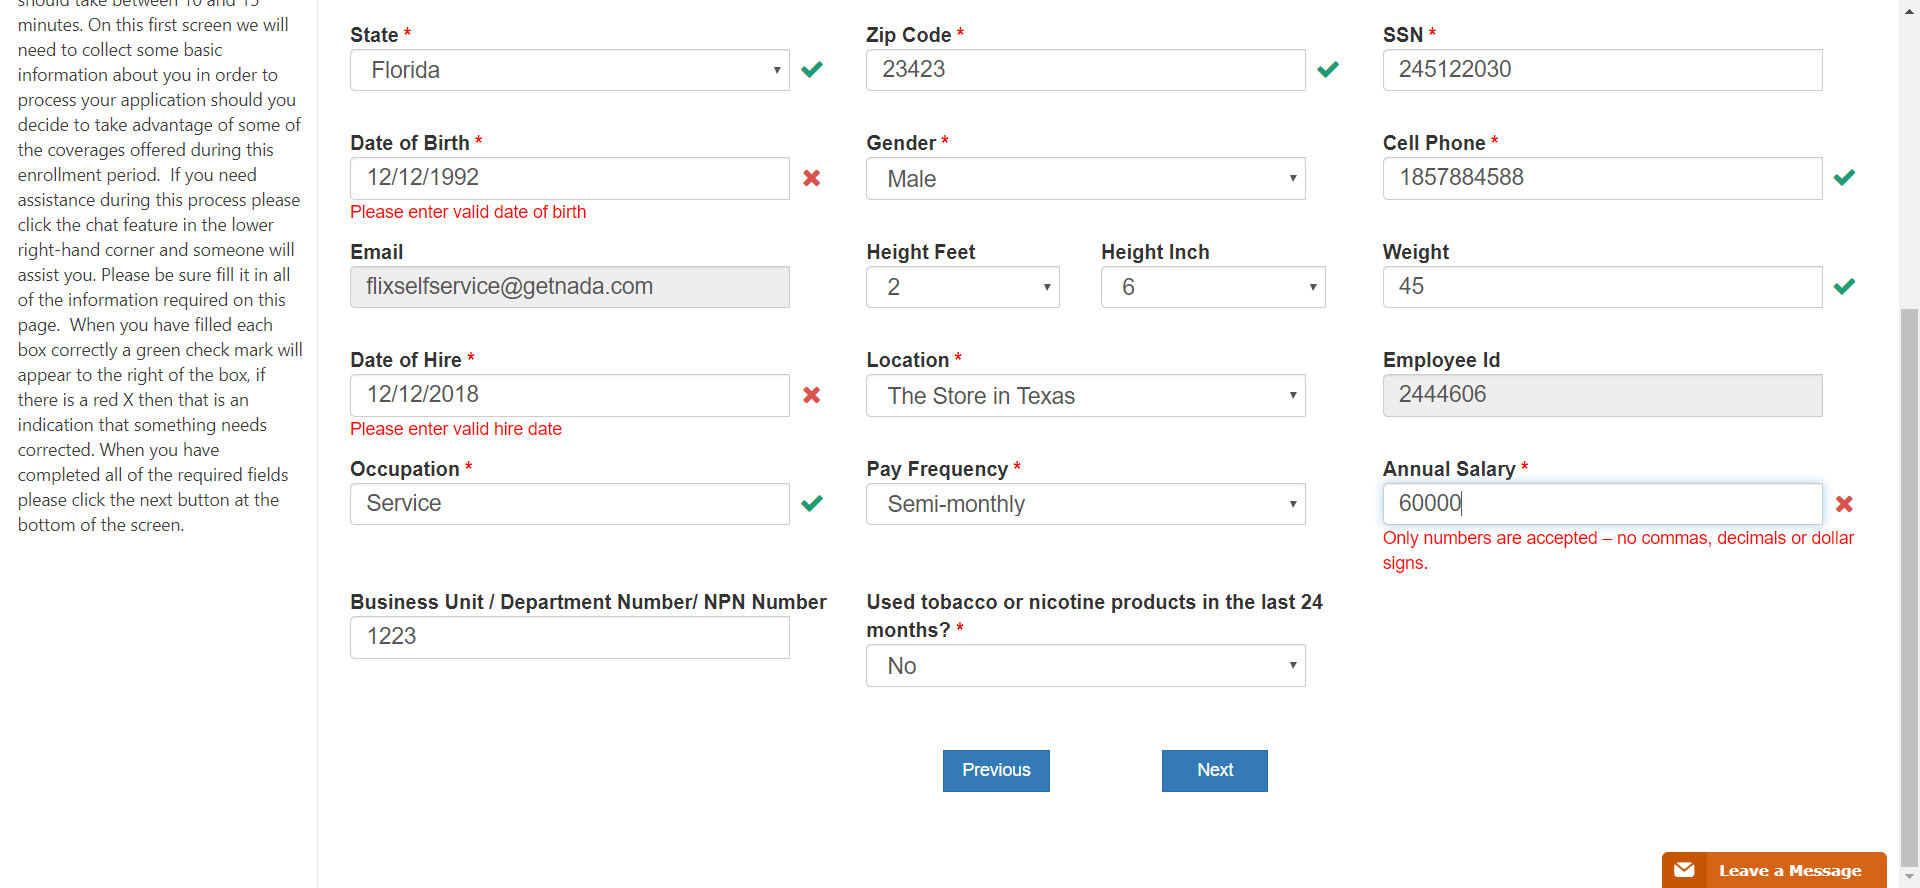 should take between 10 and 15
minutes. On this first screen we will
need to collect some basic
information about you in order to
process your application should you
decide to take advantage of some of
the coverages offered during this
enrollment period.  If you need
assistance during this process please
click the chat feature in the lower
right-hand corner and someone will
assist you. Please be sure fill it in all
of the information required on this
page.  When you have filled each
box correctly a green check mark will
appear to the right of the box, if
there is a red X then that is an
indication that something needs
corrected. When you have
completed all of the required fields
please click the next button at the
bottom of the screen.
State *
Florida
Zip Code *
23423
SSN *
245122030
Date of Birth *
12/12/1992
Please enter valid date of birth
Gender *
Male
Cell Phone *
1857884588
Email
flixselfservice@getnada.com
Height Feet
2
Height Inch
6
Weight
45
Date of Hire *
12/12/2018
Please enter valid hire date
Location *
The Store in Texas
Employee Id
2444606
Occupation *
Service
Pay Frequency *
Semi-monthly
Annual Salary *
60000
Only numbers are accepted – no commas, decimals or dollar
signs.
Business Unit / Department Number/ NPN Number
1223
Used tobacco or nicotine products in the last 24
months? *
No
Previous
Next
Leave a Message